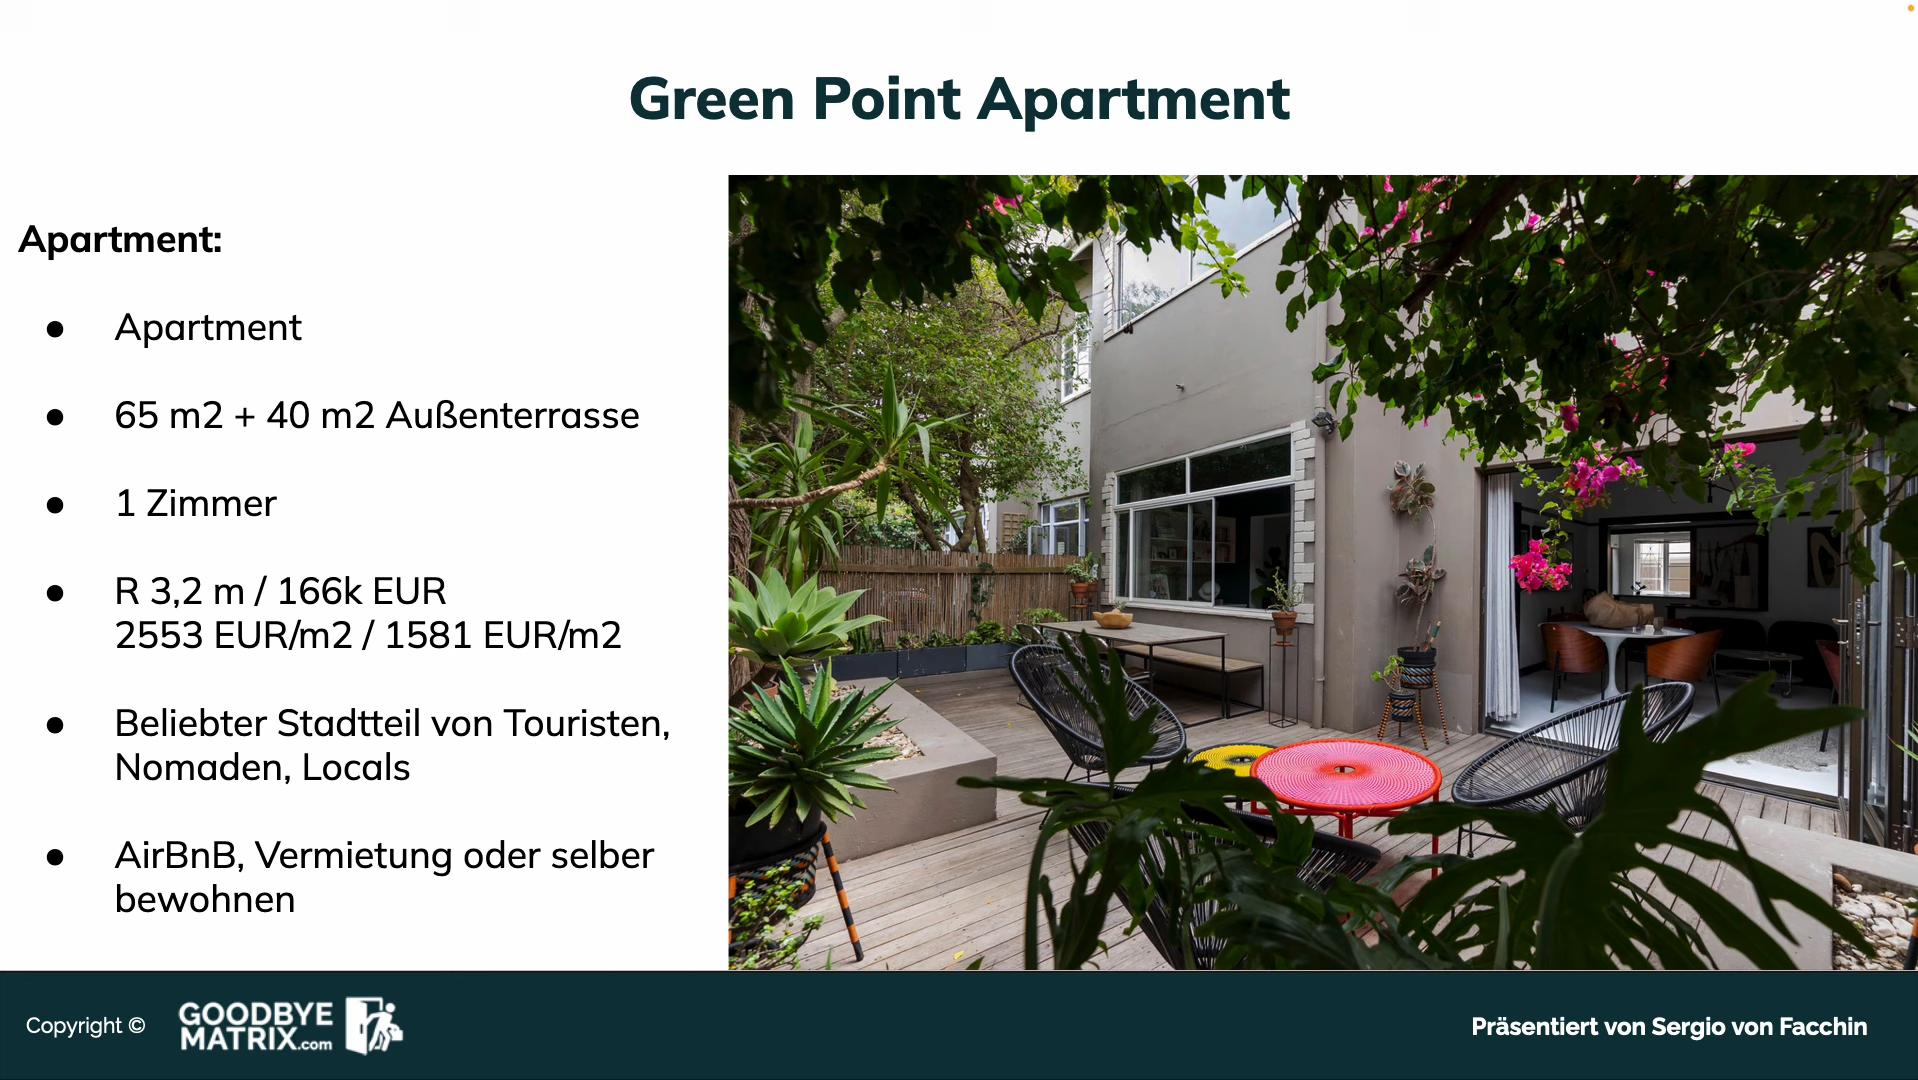 Green Point Apartment
Apartment:
● Apartment
● 65 m2 + 40 m2 Außenterrasse
● 1 Zimmer
● R 3,2 m / 166k EUR
2553 EUR/m2 / 1581 EUR/m2
● Beliebter Stadtteil von Touristen,
Nomaden, Locals
● AirBnB, Vermietung oder selber
bewohnen
Copyright ©
GOODBYE
MATRIX.com
Präsentiert von Sergio von Facchin